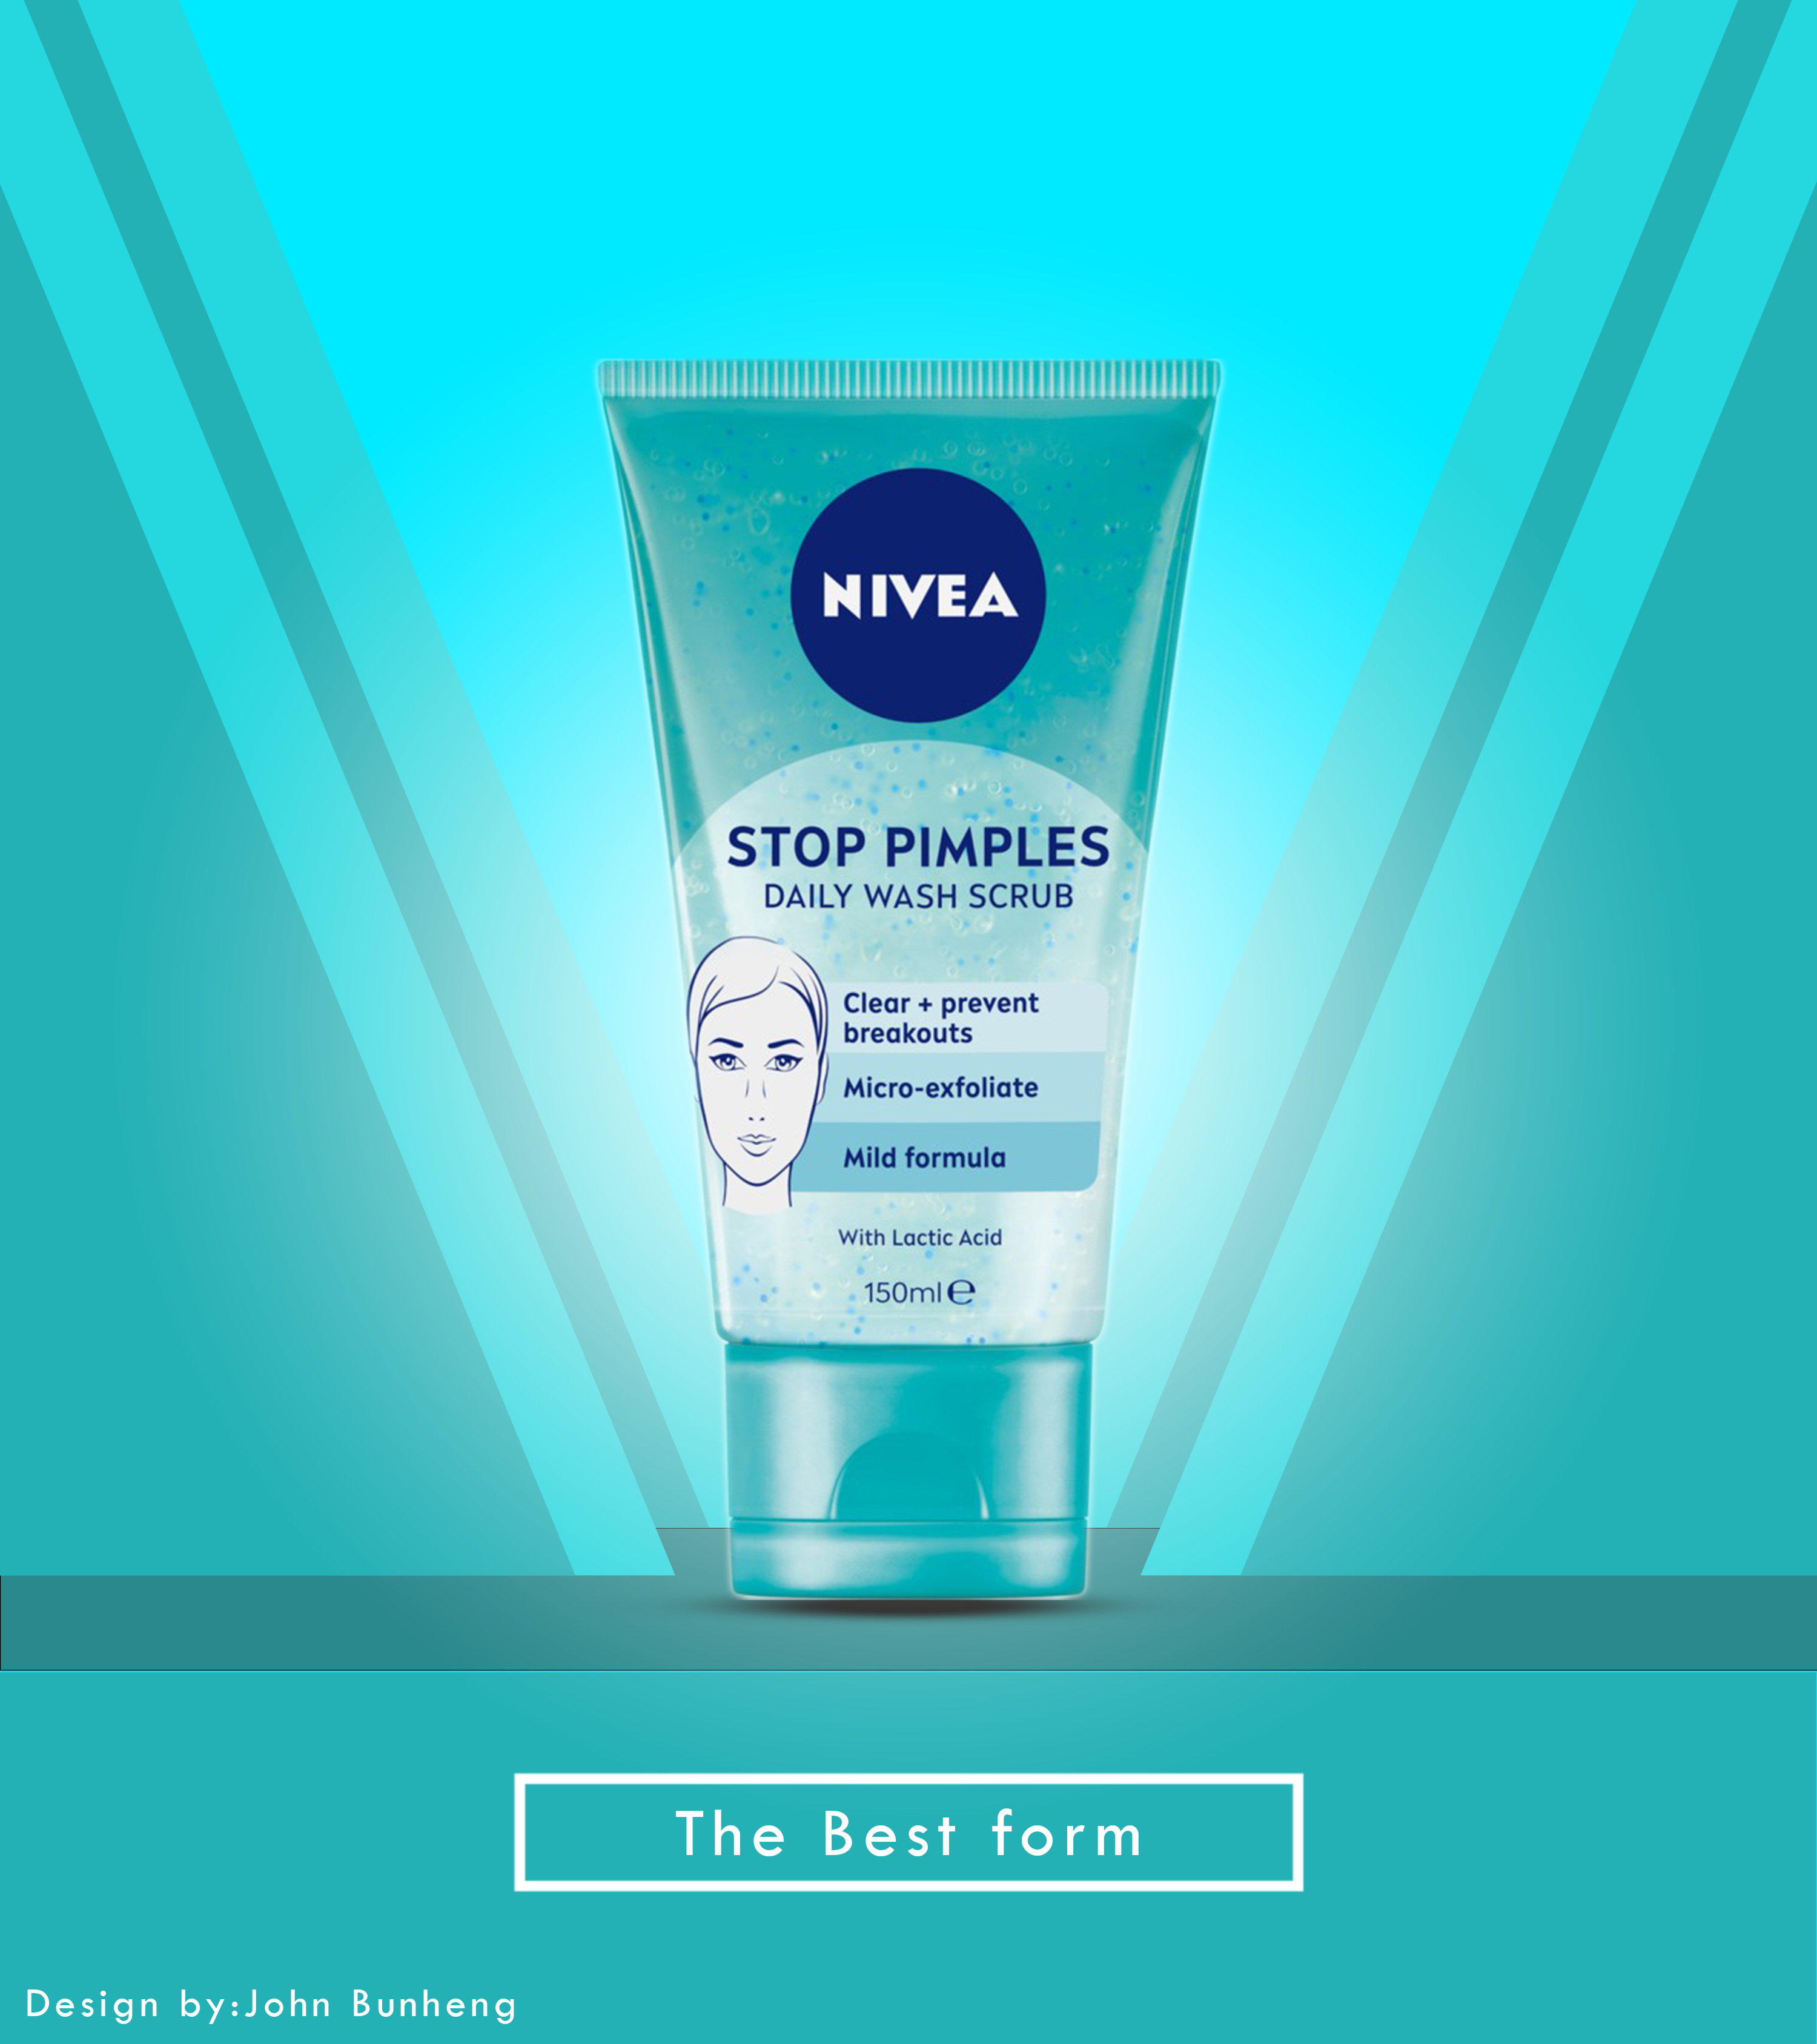 NIVEA
STOP PIMPLES
DAILY WASH SCRUB
Clear + prevent
breakouts
Micro-exfoliate
Mild formula
With Lactic Acid
150ml℮
The Best form
Design by:John Bunheng